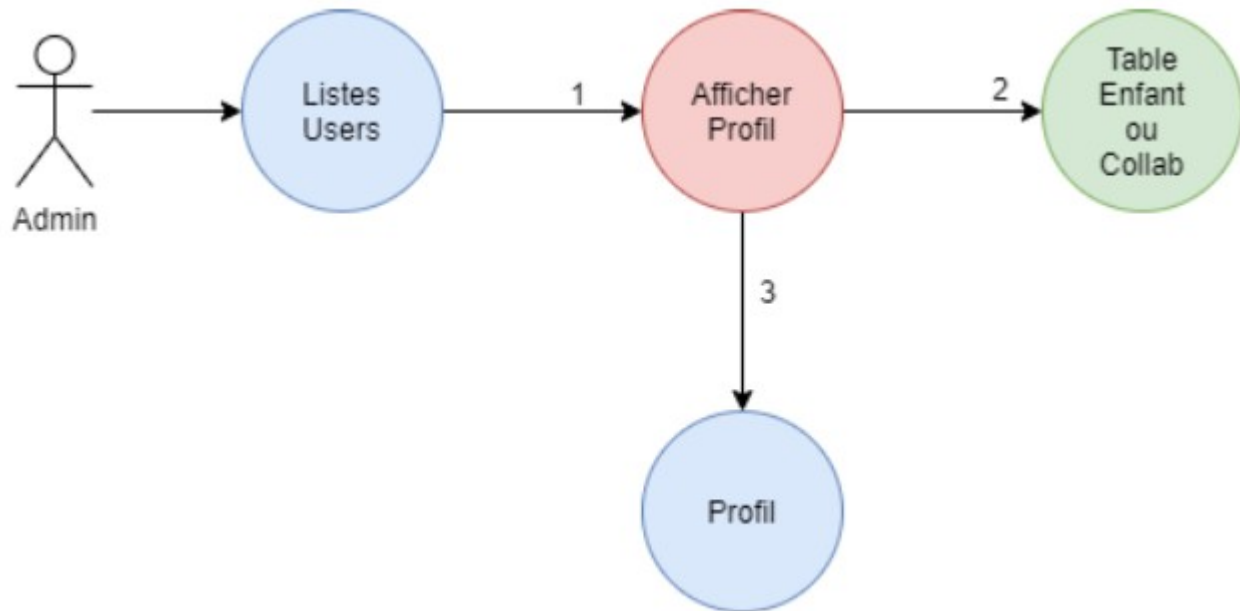 Listes
Users
1
Afficher
Profil
2
Table
Enfant
ou
Collab
Admin
3
Profil